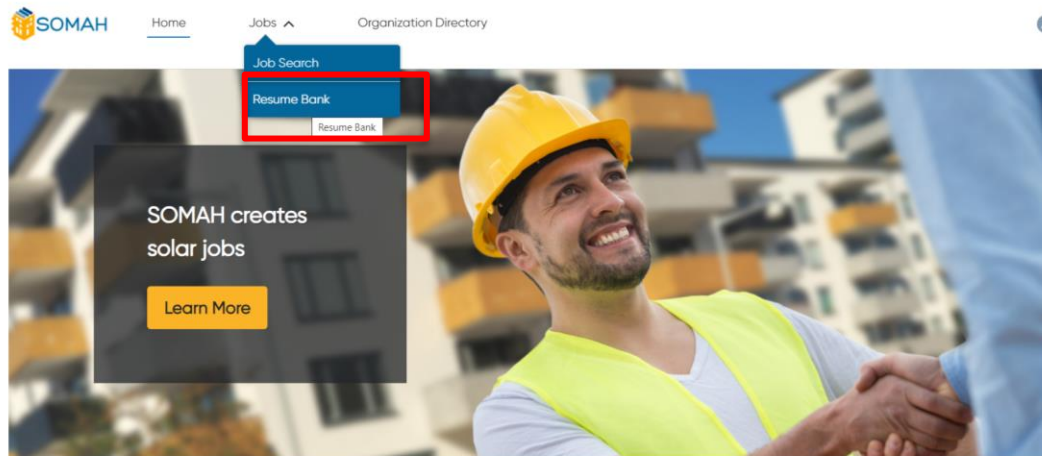 SOMAH
Home
Jobs
Organization Directory
Job Search
Resume Bank
Resume Bank
SOMAH creates
solar jobs
Learn More